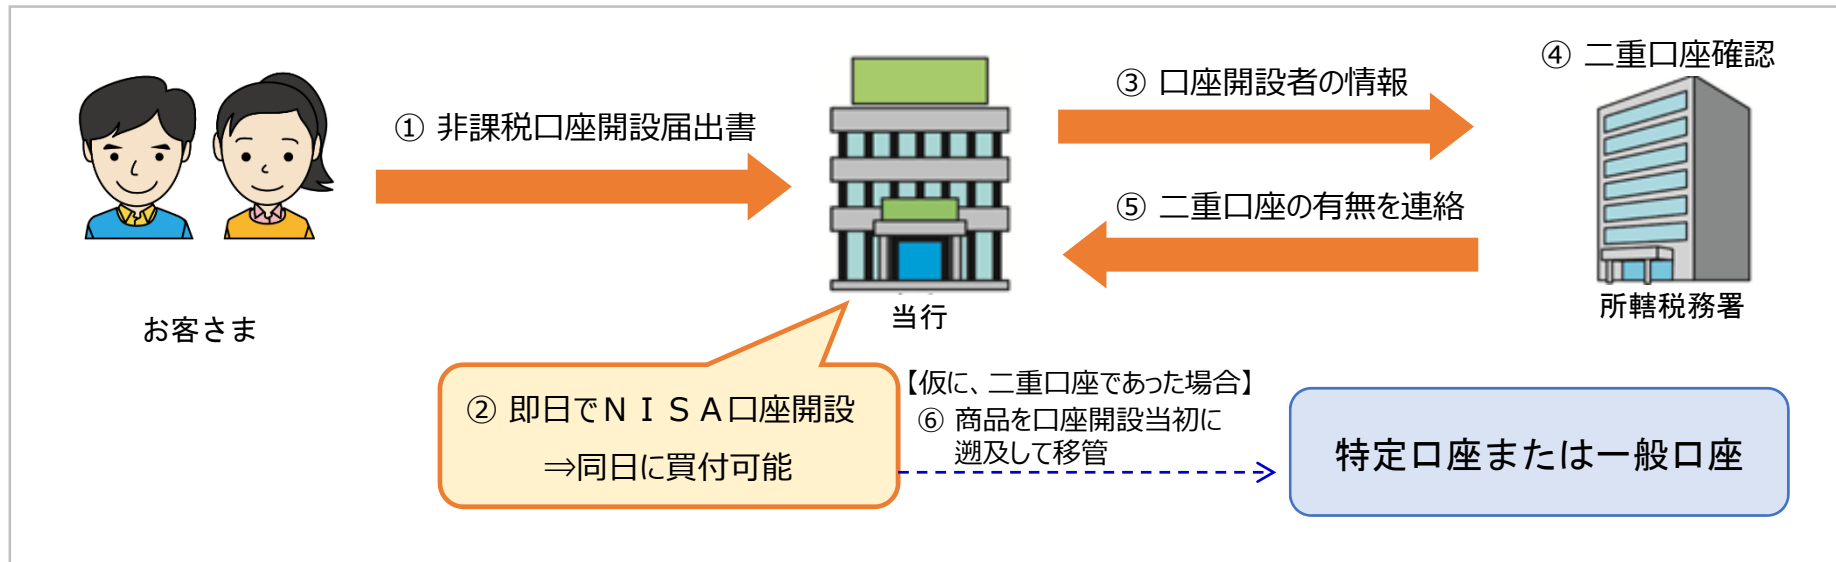 ① 非課税口座開設届出書
お客さま
当行
② 即日でＮＩＳＡ口座開設
⇒同日に買付可能
③ 口座開設者の情報
④ 二重口座確認
⑤ 二重口座の有無を連絡
所轄税務署
【仮に、二重口座であった場合】
⑥ 商品を口座開設当初に
遡及して移管
特定口座または一般口座